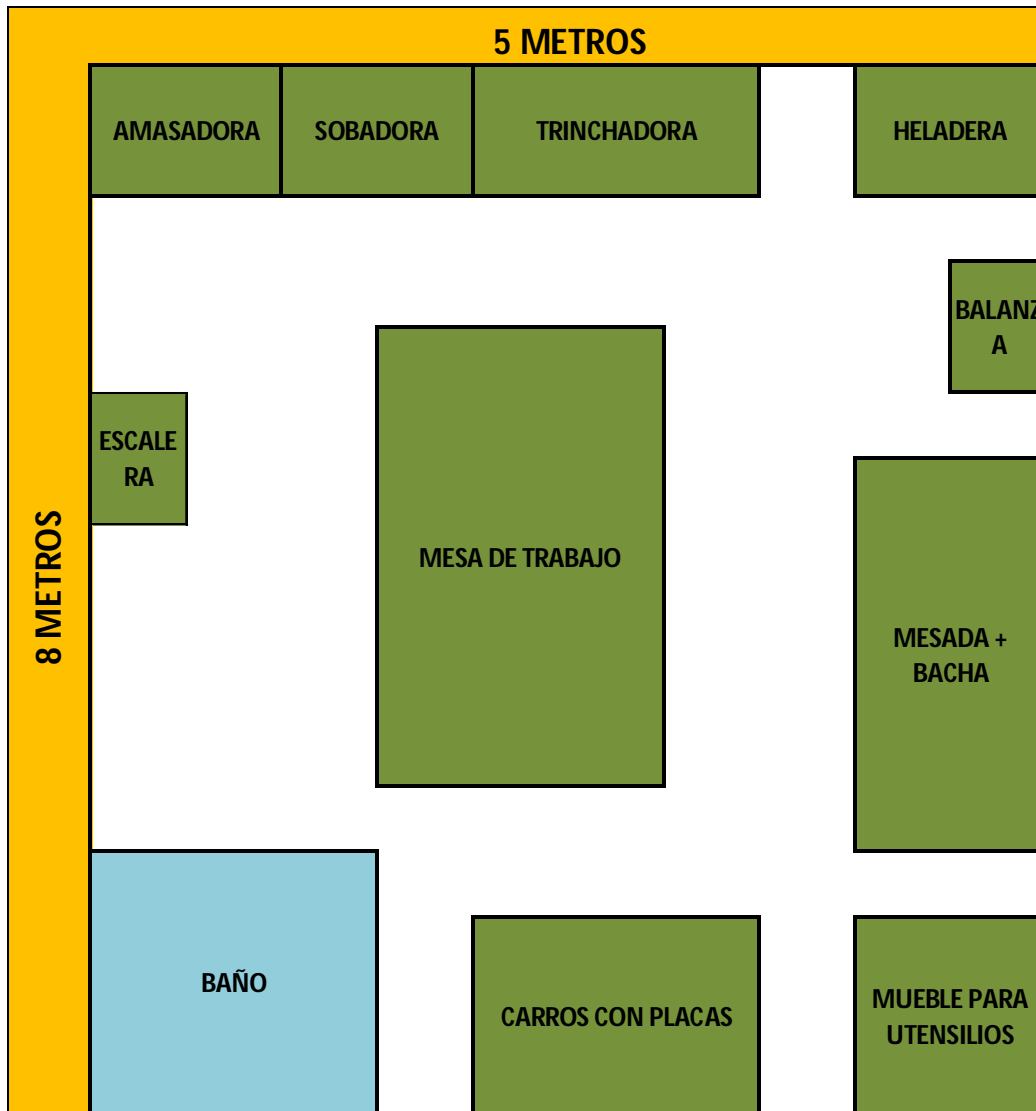 5 METROS
AMASADORA
SOBADORA
TRINCHADORA
HELADERA
BALANZ
A
ESCALE
RA
8 METROS
MESA DE TRABAJO
MESADA +
BACHA
BAÑO
CARROS CON PLACAS
MUEBLE PARA
UTENSILIOS